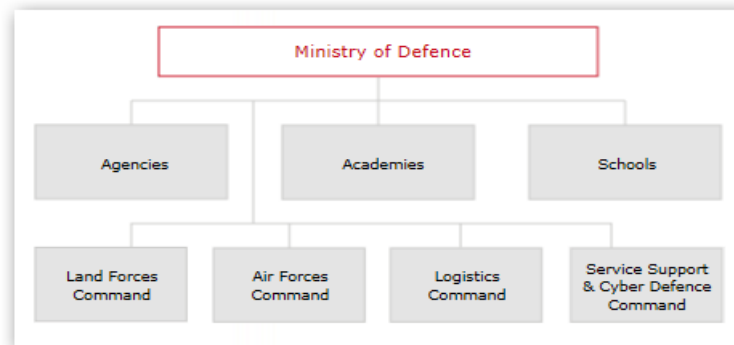 Ministry of Defence
Agencies
Academies
Schools
Land Forces
Command
Air Forces
Command
Logistics
Command
Service Support
& Cyber Defence
Command